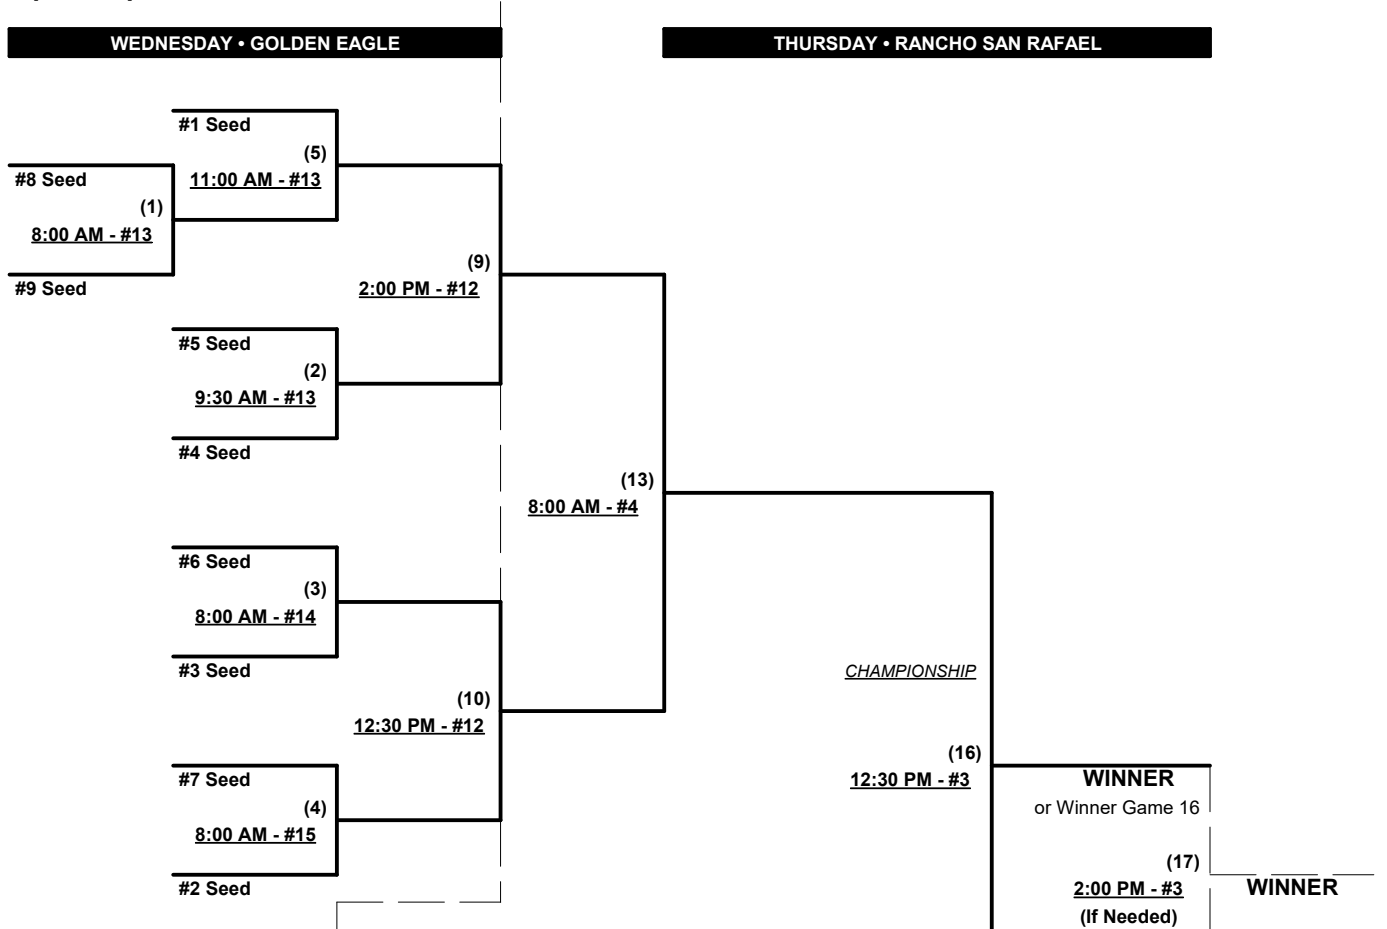 WEDNESDAY • GOLDEN EAGLE
THURSDAY • RANCHO SAN RAFAEL
#1 Seed
(5)
#8 Seed
11:00 AM - #13
(1)
8:00 AM - #13
(9)
#9 Seed
2:00 PM - #12
#5 Seed
(2)
9:30 AM - #13
#4 Seed
(13)
8:00 AM - #4
#6 Seed
(3)
8:00 AM - #14
#3 Seed
CHAMPIONSHIP
(10)
12:30 PM - #12
(16)
#7 Seed
12:30 PM - #3
WINNER
(4)
or Winner Game 16
8:00 AM - #15
(17)
#2 Seed
2:00 PM - #3
WINNER
(If Needed)